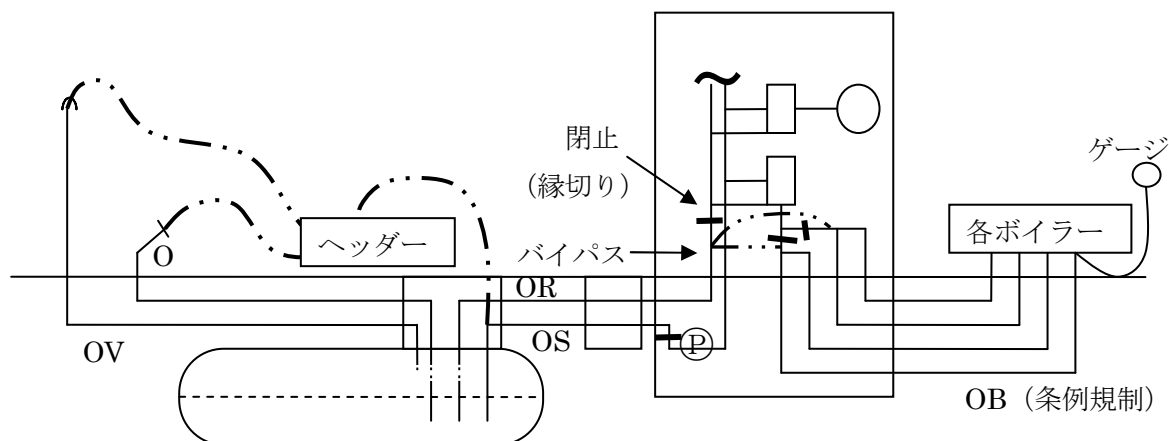 閉止
（縁切り）
ゲージ
ヘッダー
バイパス
各ボイラー
O
OR
OS
P
OV
OB（条例規制）